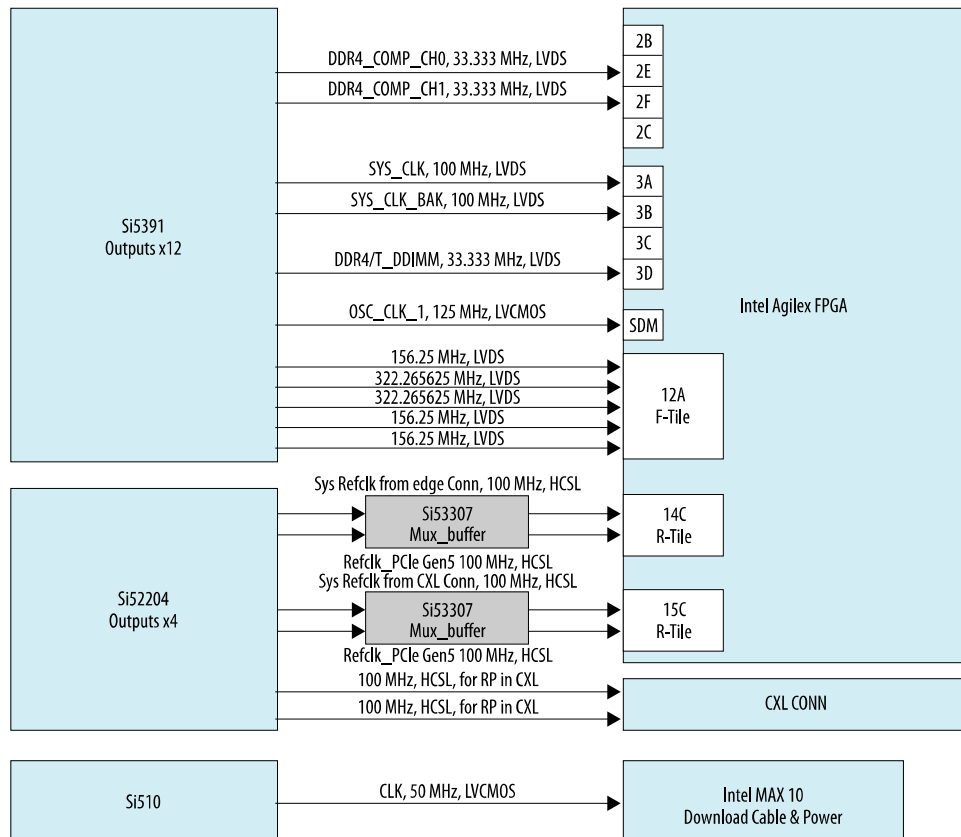 2B
DDR4_COMP_CH0, 33.333 MHz, LVDS
2E
DDR4_COMP_CH1, 33.333 MHz, LVDS
2F
2C
SYS_CLK, 100 MHz, LVDS
3A
SYS_CLK_BAK, 100 MHz, LVDS
3B
Si5391
Outputs x12
3C
DDR4/T_DDIMM, 33.333 MHz, LVDS
3D
Intel Agilex FPGA
OSC_CLK_1, 125 MHz, LVCMOS
SDM
156.25 MHz, LVDS
322.265625 MHz, LVDS
322.265625 MHz, LVDS
156.25 MHz, LVDS
156.25 MHz, LVDS
12A
F-Tile
Sys Refclk from edge Conn, 100 MHz, HCSL
Si53307
Mux_buffer
14C
R-Tile
Refclk_PCIe Gen5 100 MHz, HCSL
Sys Refclk from CXL Conn, 100 MHz, HCSL
Si52204
Outputs x4
Si53307
Mux_buffer
15C
R-Tile
Refclk_PCIe Gen5 100 MHz, HCSL
100 MHz, HCSL, for RP in CXL
100 MHz, HCSL, for RP in CXL
CXL CONN
Si510
CLK, 50 MHz, LVCMOS
Intel MAX 10
Download Cable & Power